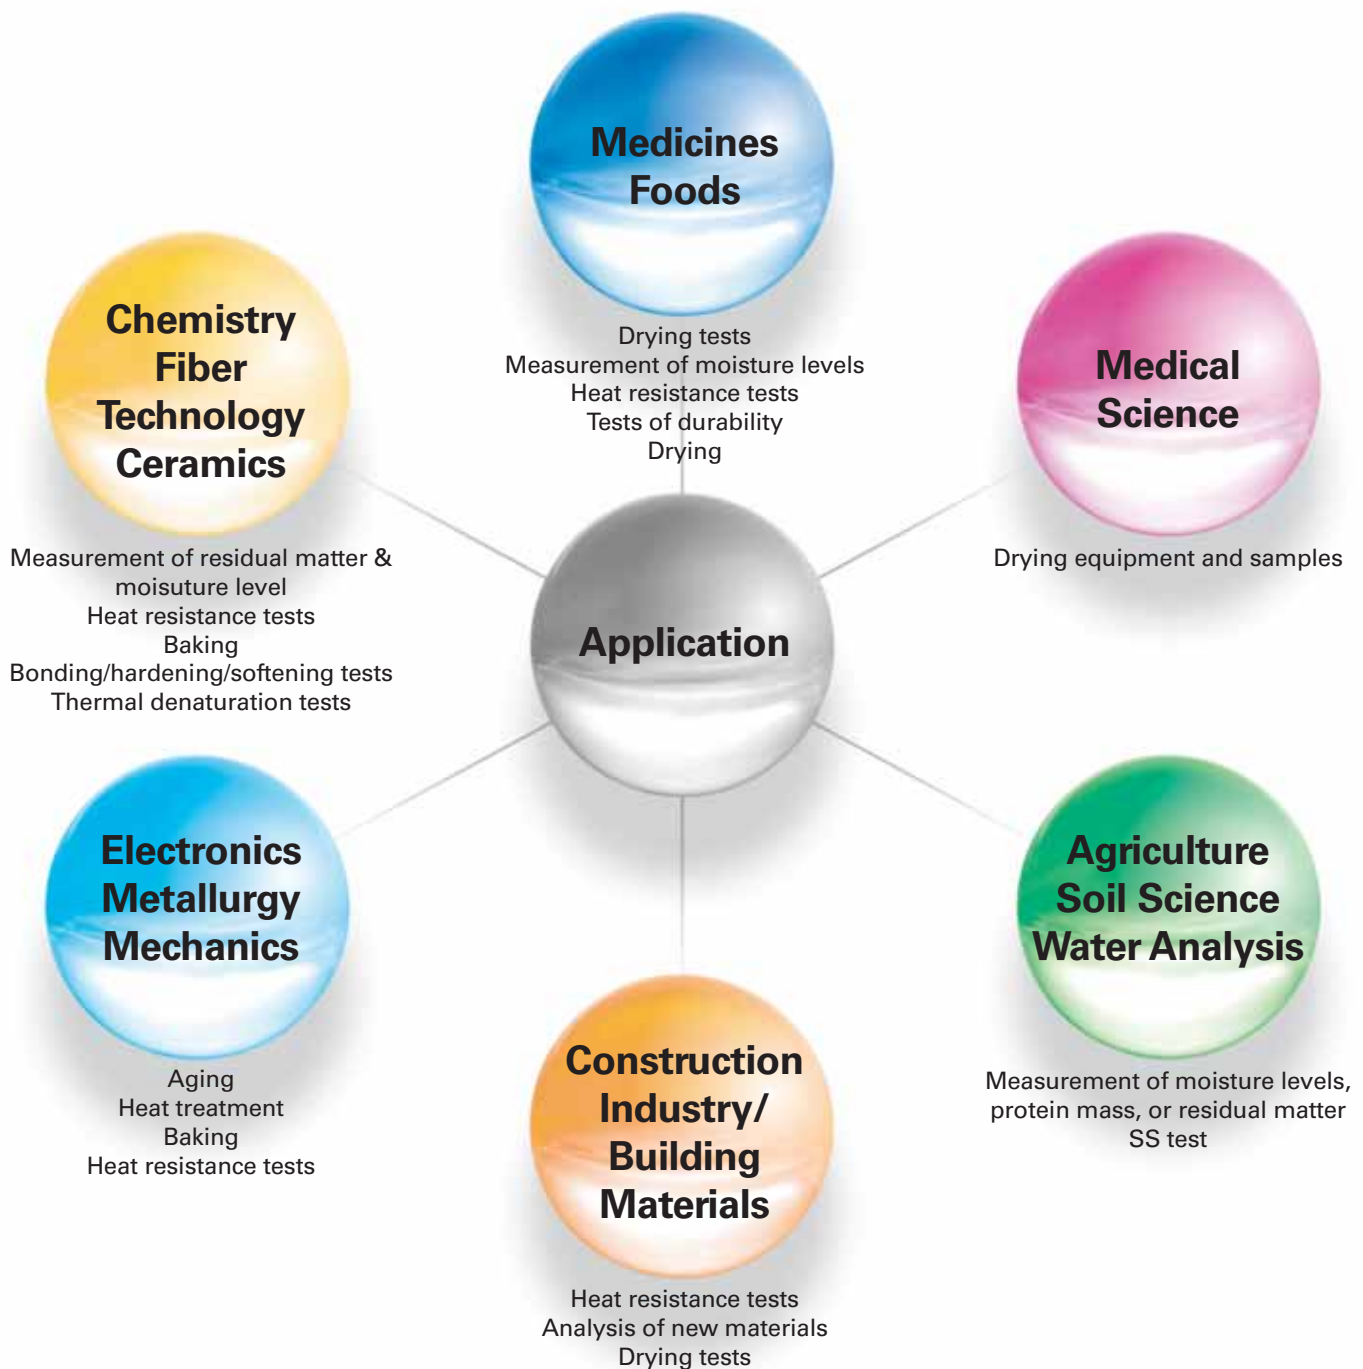 Medicines
Foods
Drying tests
Measurement of moisture levels
Heat resistance tests
Tests of durability
Drying
Chemistry
Fiber
Technology
Ceramics
Measurement of residual matter &
moisuture level
Heat resistance tests
Baking
Bonding/hardening/softening tests
Thermal denaturation tests
Medical
Science
Drying equipment and samples
Application
Electronics
Metallurgy
Mechanics
Aging
Heat treatment
Baking
Heat resistance tests
Agriculture
Soil Science
Water Analysis
Measurement of moisture levels,
protein mass, or residual matter
SS test
Construction
Industry/
Building
Materials
Heat resistance tests
Analysis of new materials
Drying tests